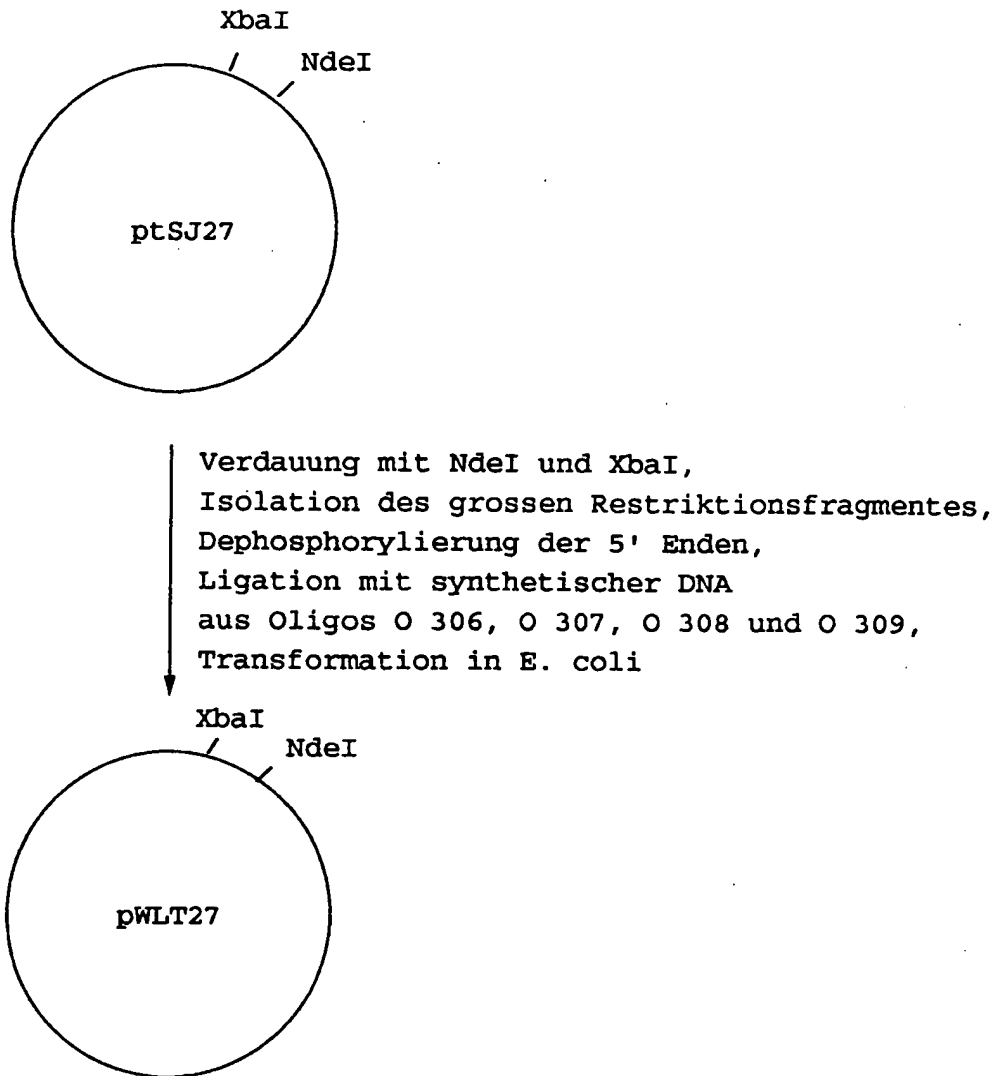 XbaI
NdeI
ptSJ27
Verdauung mit NdeI und XbaI,
Isolation des grossen Restriktionsfragmentes,
Dephosphorylierung der 5' Enden,
Ligation mit synthetischer DNA
aus Oligos O 306, O 307, O 308 und O 309,
Transformation in E. coli
XbaI
NdeI
pWLT27